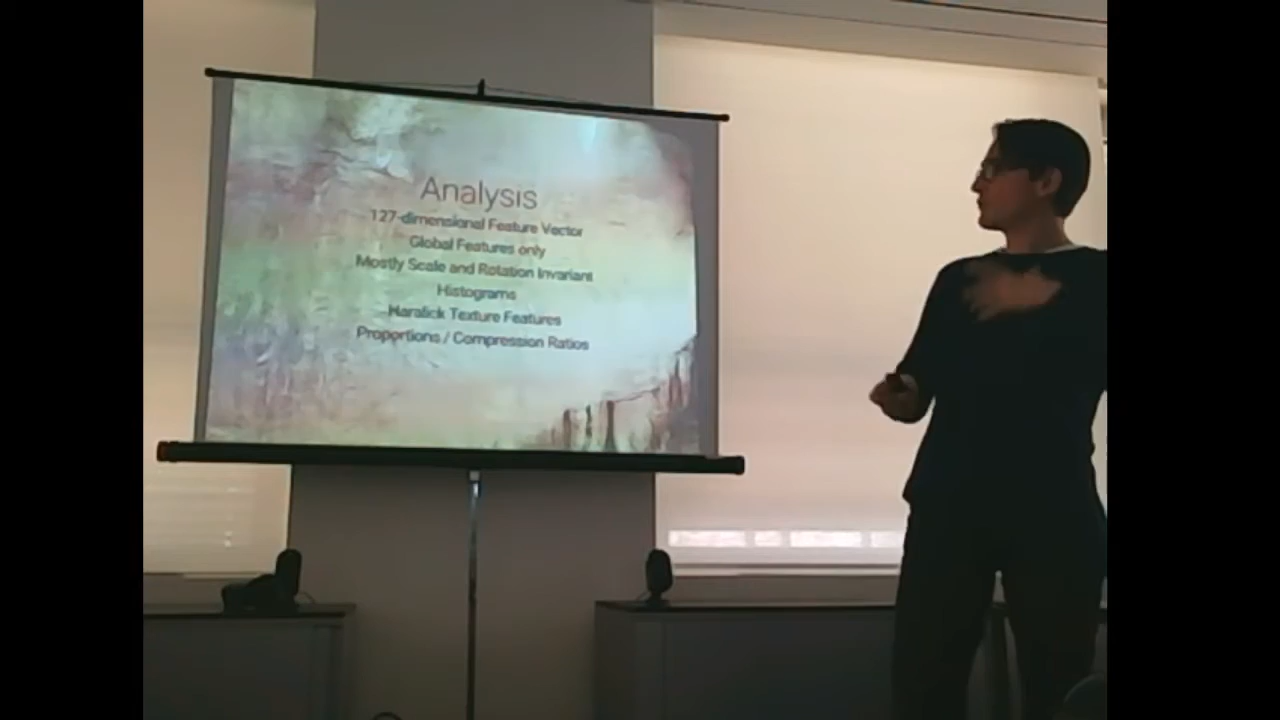 Analysis
127-dimensional Feature Vector
Global Features only
Mostly Scale and Rotation Invariant
Histograms
Haralick Texture Features
Proportions / Compression Ratios